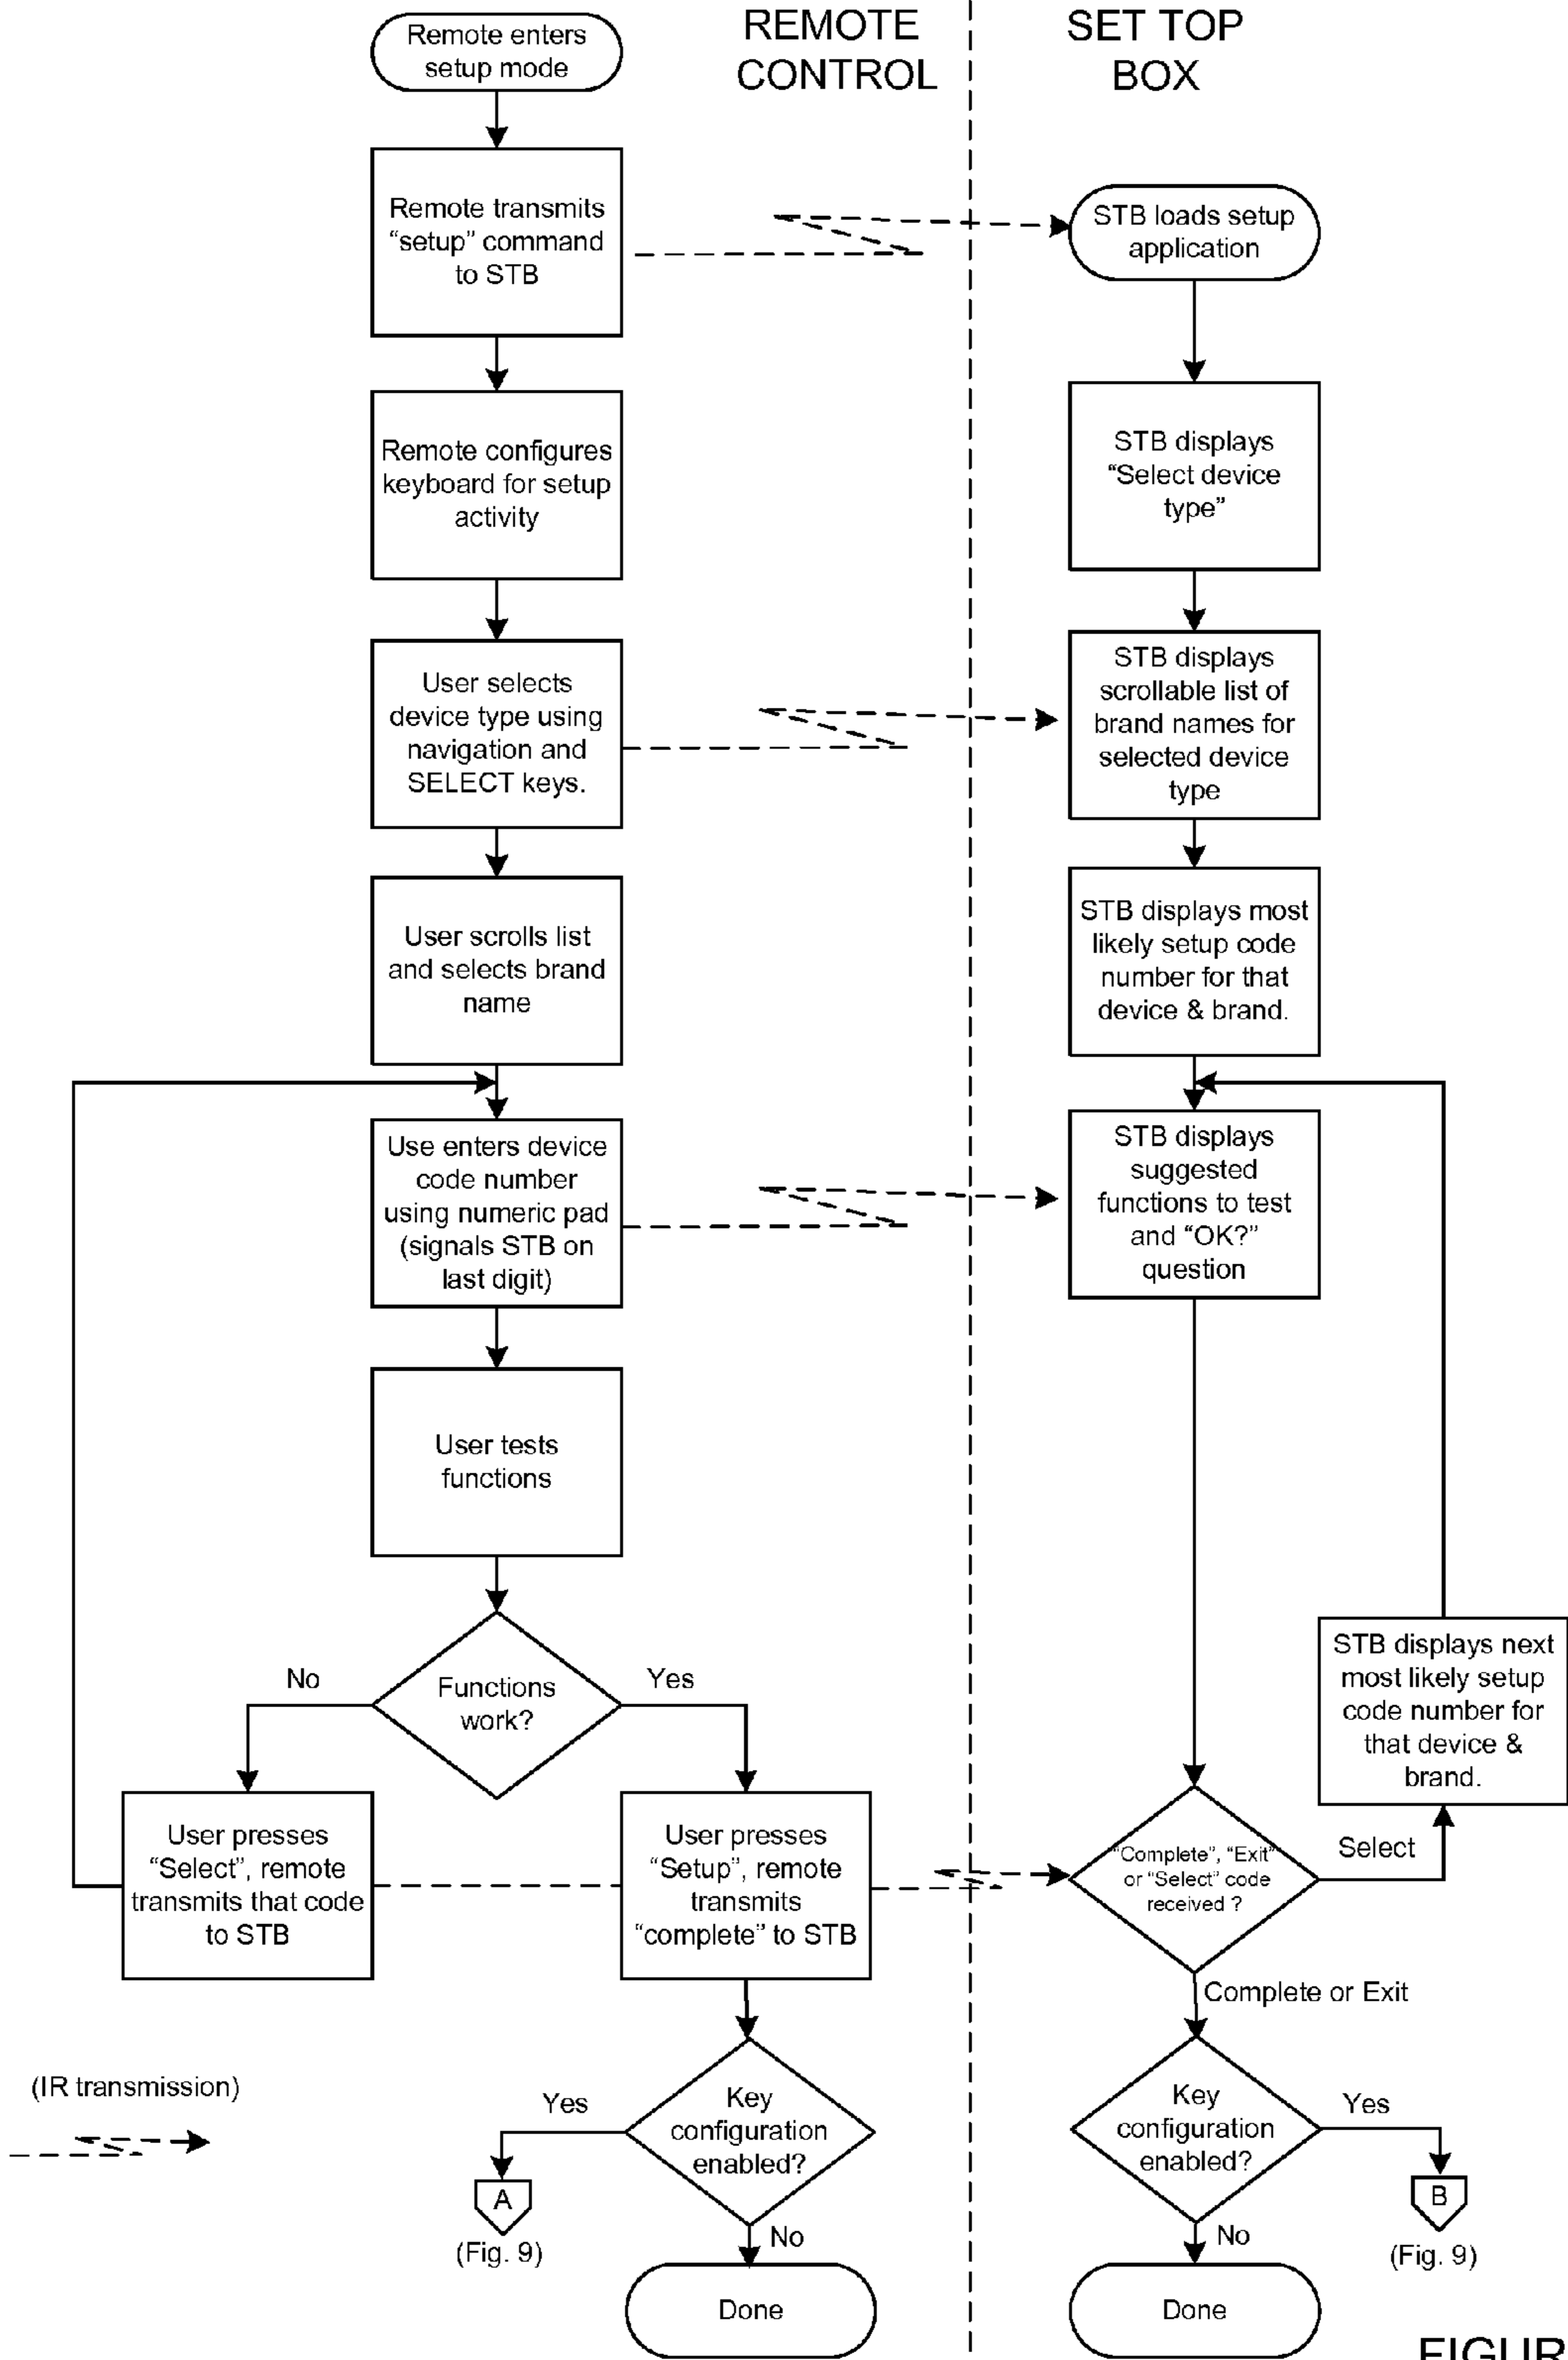 REMOTE
CONTROL
SET TOP
BOX
Remote enters
setup mode
Remote transmits
“setup” command
to STB
STB loads setup
application
Remote configures
keyboard for setup
activity
STB displays
“Select device
type”
User selects
device type using
navigation and
SELECT keys.
STB displays
scrollable list of
brand names for
selected device
type
User scrolls list
and selects brand
name
STB displays most
likely setup code
number for that
device & brand.
Use enters device
code number
using numeric pad
(signals STB on
last digit)
STB displays
suggested
functions to test
and “OK?”
question
User tests
functions
Functions
work?
No
Yes
STB displays next
most likely setup
code number for
that device &
brand.
User presses
“Select”, remote
transmits that code
to STB
User presses
“Setup”, remote
transmits
“complete” to STB
“Complete”, “Exit”
or “Select” code
received ?
Select
Complete or Exit
(IR transmission)
Key
configuration
enabled?
Yes
A
(Fig. 9)
No
Done
Key
configuration
enabled?
Yes
B
(Fig. 9)
No
Done